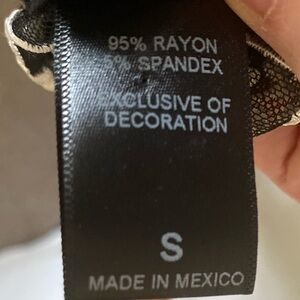 95% RAYON
5% SPANDEX
EXCLUSIVE OF
DECORATION
S
MADE IN MEXICO